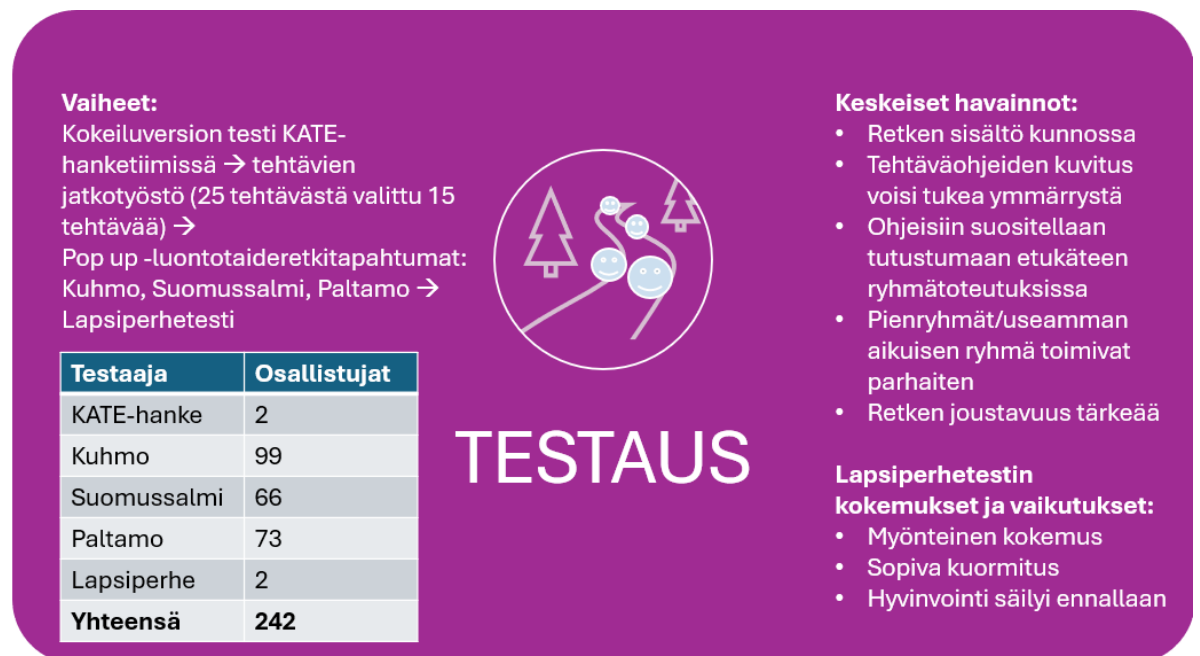 Vaiheet:
Kokeiluversion testi KATE-
hanketiimissä → tehtävien
jatkotyöstö (25 tehtävästä valittu 15
tehtävää) →
Pop up -luontotaideretkitapahtumat:
Kuhmo, Suomussalmi, Paltamo →
Lapsiperhetesti
Testaaja Osallistujat
KATE-hanke 2
Kuhmo 99
Suomussalmi 66
Paltamo 73
Lapsiperhe 2
Yhteensä 242
TESTAUS
Keskeiset havainnot:
• Retken sisältö kunnossa
• Tehtäväohjeiden kuvitus
voisi tukea ymmärrystä
• Ohjeisiin suositellaan
tutustumaan etukäteen
ryhmätoteutuksissa
• Pienryhmät/useamman
aikuisen ryhmä toimivat
parhaiten
• Retken joustavuus tärkeää
Lapsiperhetestin
kokemukset ja vaikutukset:
• Myönteinen kokemus
• Sopiva kuormitus
• Hyvinvointi säilyi ennallaan